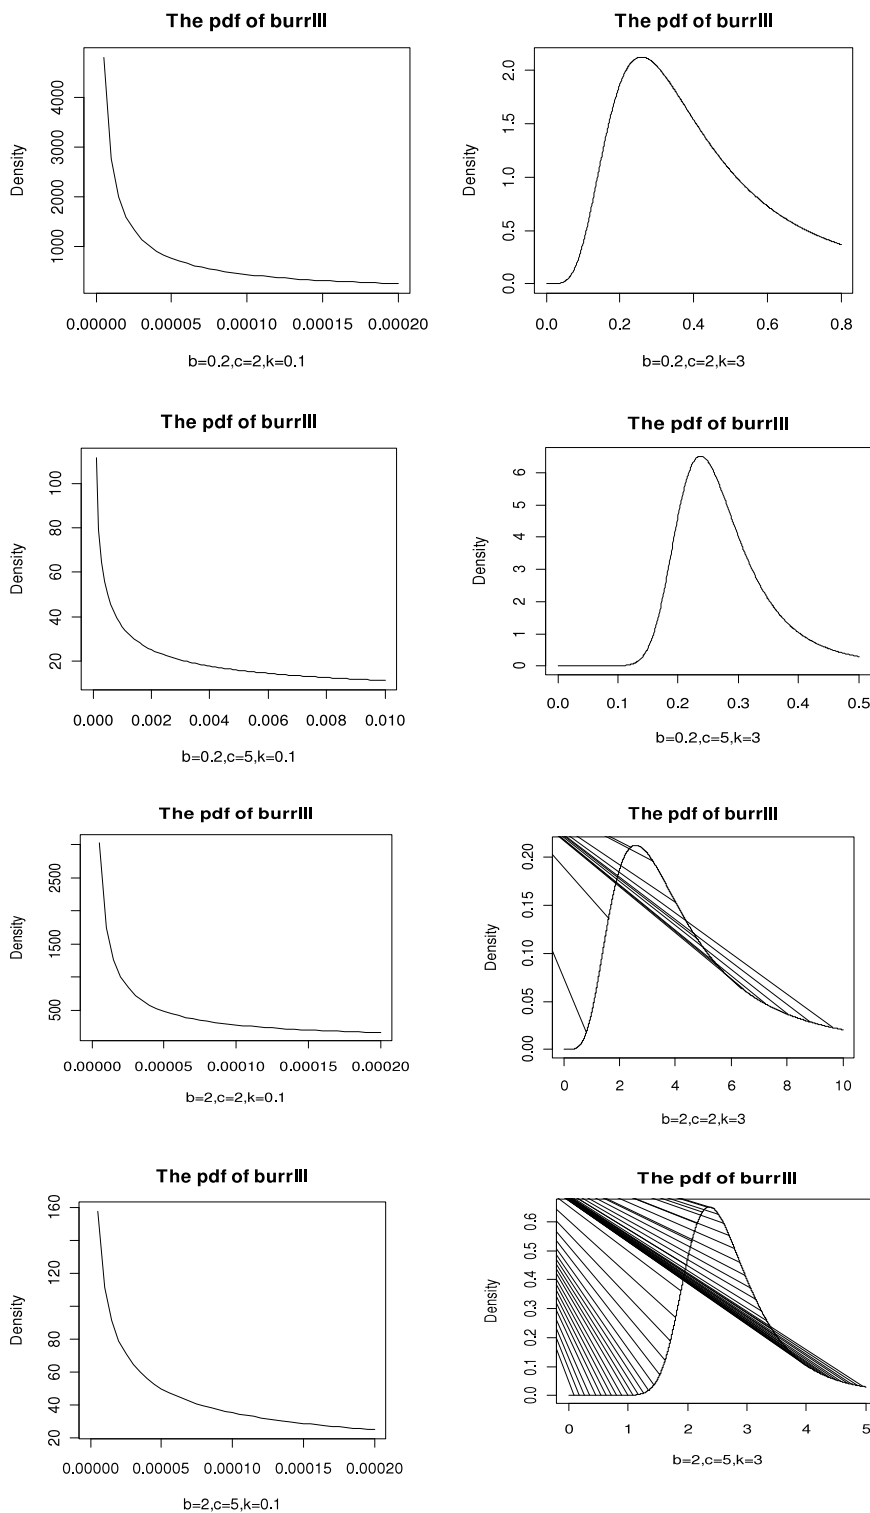 The pdf of burrIII
Density
4000
3000
2000
1000
0.00000 0.00005 0.00010 0.00015 0.00020
b=0.2,c=2,k=0.1
The pdf of burrIII
Density
2.0
1.5
1.0
0.5
0.0
0.0 0.2 0.4 0.6 0.8
b=0.2,c=2,k=3
The pdf of burrIII
Density
100
80
60
40
20
0.000 0.002 0.004 0.006 0.008 0.010
b=0.2,c=5,k=0.1
The pdf of burrIII
Density
6
5
4
3
2
1
0
0.0 0.1 0.2 0.3 0.4 0.5
b=0.2,c=5,k=3
The pdf of burrIII
Density
2500
1500
500
0.00000 0.00005 0.00010 0.00015 0.00020
b=2,c=2,k=0.1
The pdf of burrIII
Density
0.20
0.15
0.10
0.05
0.00
0 2 4 6 8 10
b=2,c=2,k=3
The pdf of burrIII
Density
160
120
80
60
40
20
0.00000 0.00005 0.00010 0.00015 0.00020
b=2,c=5,k=0.1
The pdf of burrIII
Density
0.6
0.5
0.4
0.3
0.2
0.1
0.0
0 1 2 3 4 5
b=2,c=5,k=3